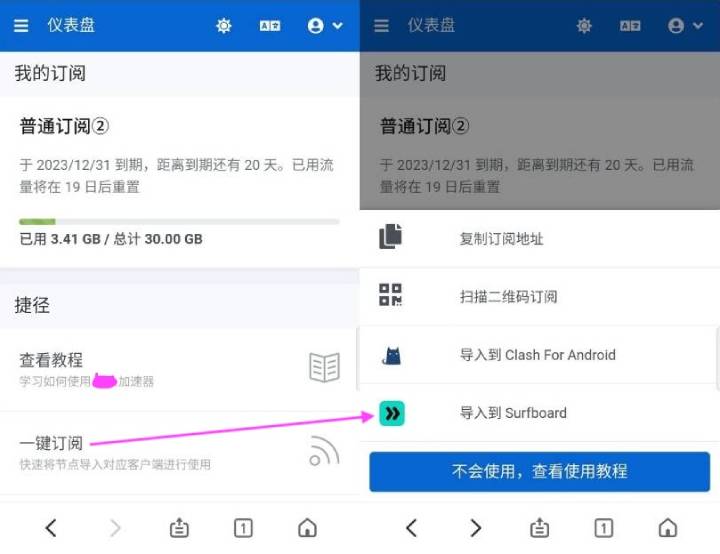 仪表盘
我的订阅
普通订阅②
于 2023/12/31 到期，距离到期还有 20 天。已用流
量将在 19 日后重置
已用 3.41 GB / 总计 30.00 GB
捷径
查看教程
学习如何使用 加速器
一键订阅
快速将节点导入对应客户端进行使用
1
仪表盘
我的订阅
普通订阅②
于 2023/12/31 到期，距离到期还有 20 天。已用流
量将在 19 日后重置
复制订阅地址
扫描二维码订阅
导入到 Clash For Android
导入到 Surfboard
不会使用，查看使用教程
1